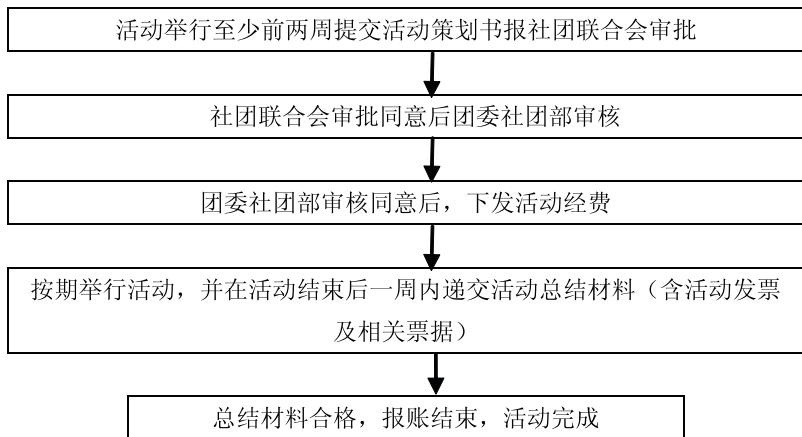 活动举行至少前两周提交活动策划书报社团联合会审批
社团联合会审批同意后团委社团部审核
团委社团部审核同意后，下发活动经费
按期举行活动，并在活动结束后一周内递交活动总结材料（含活动发票
及相关票据）
总结材料合格，报账结束，活动完成